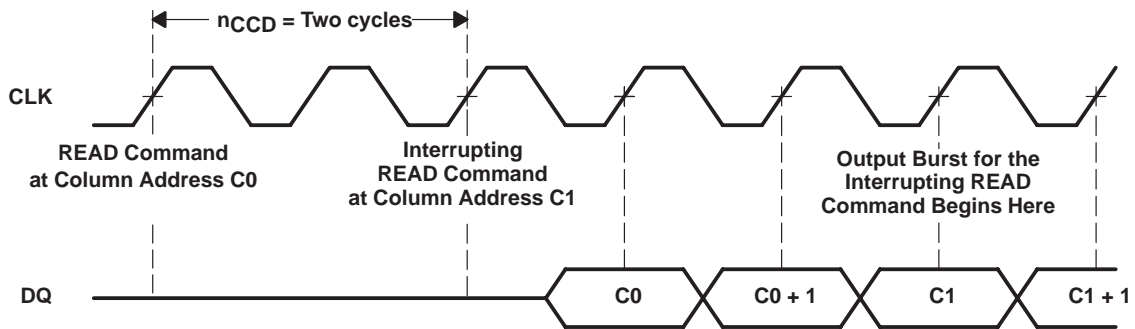 nCCD = Two cycles
CLK
READ Command
at Column Address C0
Interrupting
READ Command
at Column Address C1
Output Burst for the
Interrupting READ
Command Begins Here
DQ
C0
C0 + 1
C1
C1 + 1